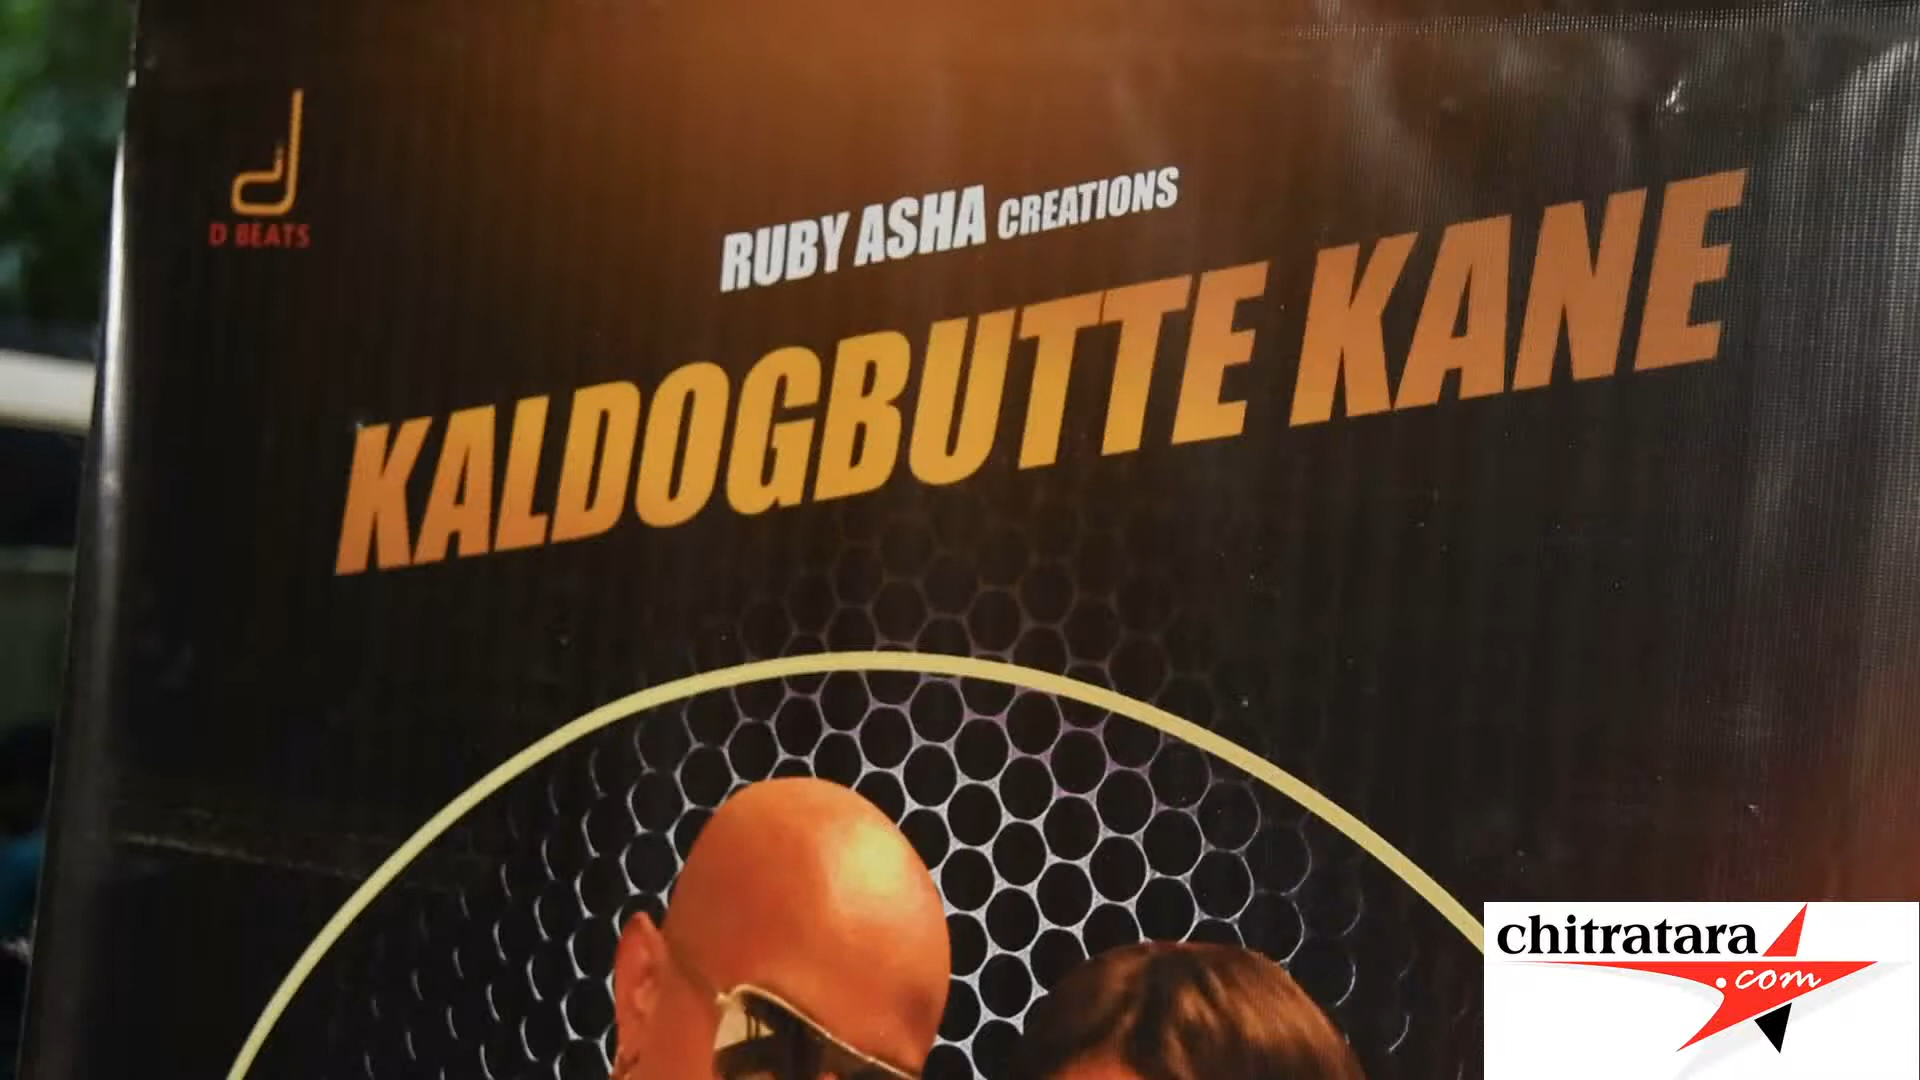 D BEATS
RUBY ASHA CREATIONS
KALDOGBUTTE KANE
chitratara
.com